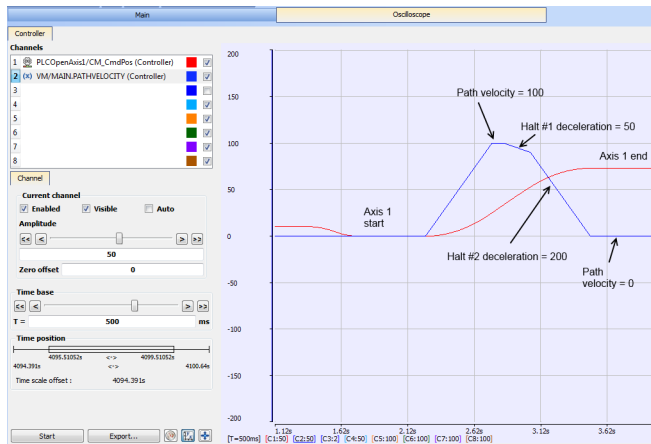 Main
Oscilloscope
Controller
Channels
1 PLCOpenAxis1/CM_CmdPos (Controller)
2 (x) VM/MAIN.PATHVELOCITY (Controller)
3
4
5
6
7
8
Channel
Current channel
Enabled Visible Auto
Amplitude
<< < > >>
50
Zero offset 0
Time base
<< < > >>
T = 500 ms
Time position
4095.51052s <-> 4099.51052s
4094.391s <-> 4100.64s
Time scale offset : 4094.391s
Start Export...
200
150
100
50
0
-50
-100
-150
-200
Path velocity = 100
Halt #1 deceleration = 50
Axis 1 end
Axis 1
start
Halt #2 deceleration = 200
Path
velocity = 0
1.12s 1.62s 2.12s 2.62s 3.12s 3.62s
[T=500ms] [C1:50] [C2:50] [C3:2] [C4:50] [C5:100] [C6:100] [C7:100] [C8:100]